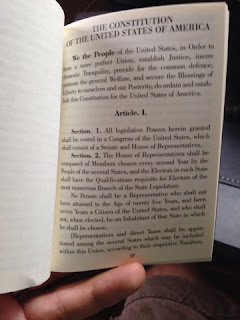 THE CONSTITUTION
OF THE UNITED STATES OF AMERICA
We the People of the United States, in Order to
form a more perfect Union, establish Justice, insure
domestic Tranquility, provide for the common defence,
promote the general Welfare, and secure the Blessings of
Liberty to ourselves and our Posterity, do ordain and estab-
lish this Constitution for the United States of America.
Article. I.
Section. 1. All legislative Powers herein granted
shall be vested in a Congress of the United States, which
shall consist of a Senate and House of Representatives.
Section. 2. The House of Representatives shall be
composed of Members chosen every second Year by the
People of the several States, and the Electors in each State
shall have the Qualifications requisite for Electors of the
most numerous Branch of the State Legislature.
No Person shall be a Representative who shall not
have attained to the Age of twenty five Years, and been
seven Years a Citizen of the United States, and who shall
not, when elected, be an Inhabitant of that State in which
he shall be chosen.
[Representatives and direct Taxes shall be appor-
tioned among the several States which may be included
within this Union, according to their respective Numbers,